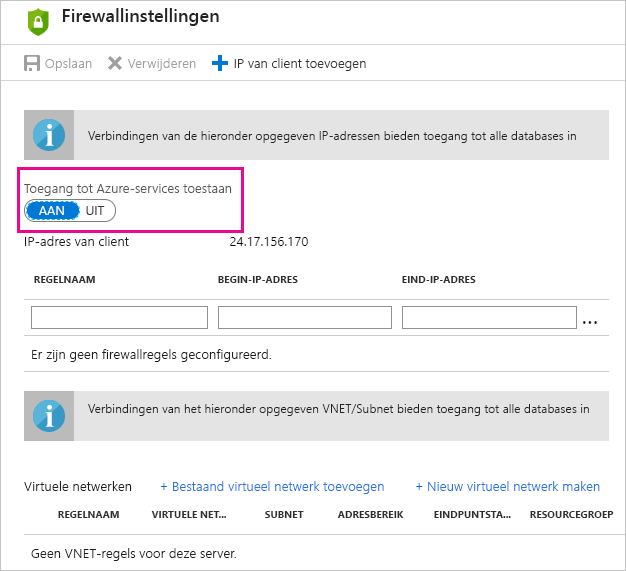 Firewallinstellingen
Opslaan Verwijderen IP van client toevoegen
Verbindingen van de hieronder opgegeven IP-adressen bieden toegang tot alle databases in
Toegang tot Azure-services toestaan
AAN UIT
IP-adres van client 24.17.156.170
REGELNAAM BEGIN-IP-ADRES EIND-IP-ADRES
...
Er zijn geen firewallregels geconfigureerd.
Verbindingen van het hieronder opgegeven VNET/Subnet bieden toegang tot alle databases in
Virtuele netwerken + Bestaand virtueel netwerk toevoegen + Nieuw virtueel netwerk maken
REGELNAAM VIRTUELE NET... SUBNET ADRESBEREIK EINDPUNTSTA... RESOURCEGROEP
Geen VNET-regels voor deze server.